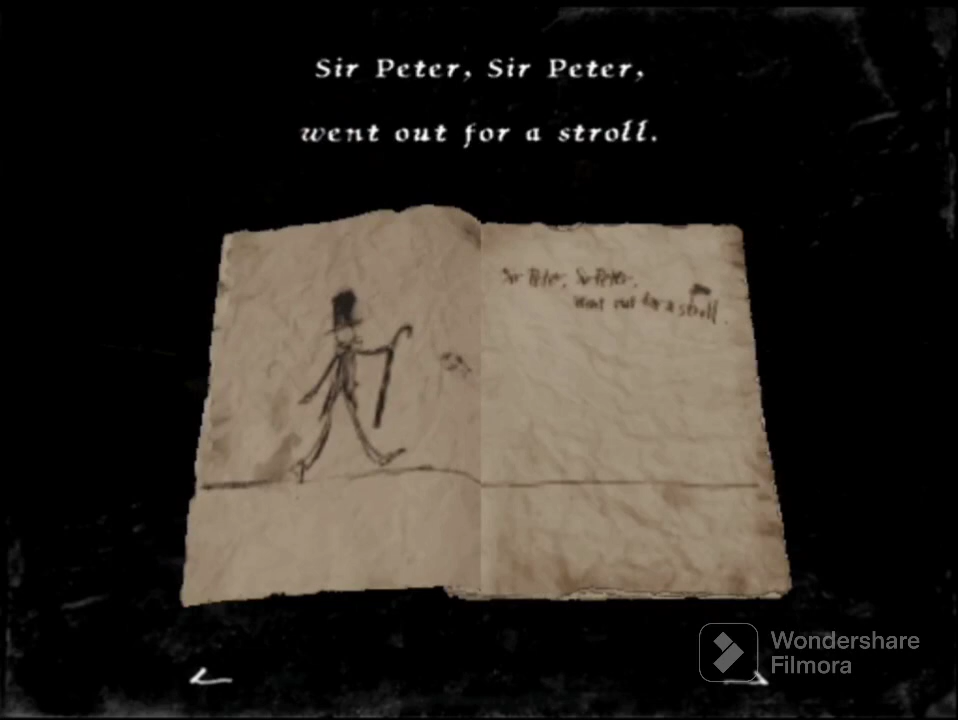 Sir Peter, Sir Peter,
went out for a stroll.
Sir Peter, Sir Peter,
went out for a stroll.
Wondershare
Filmora